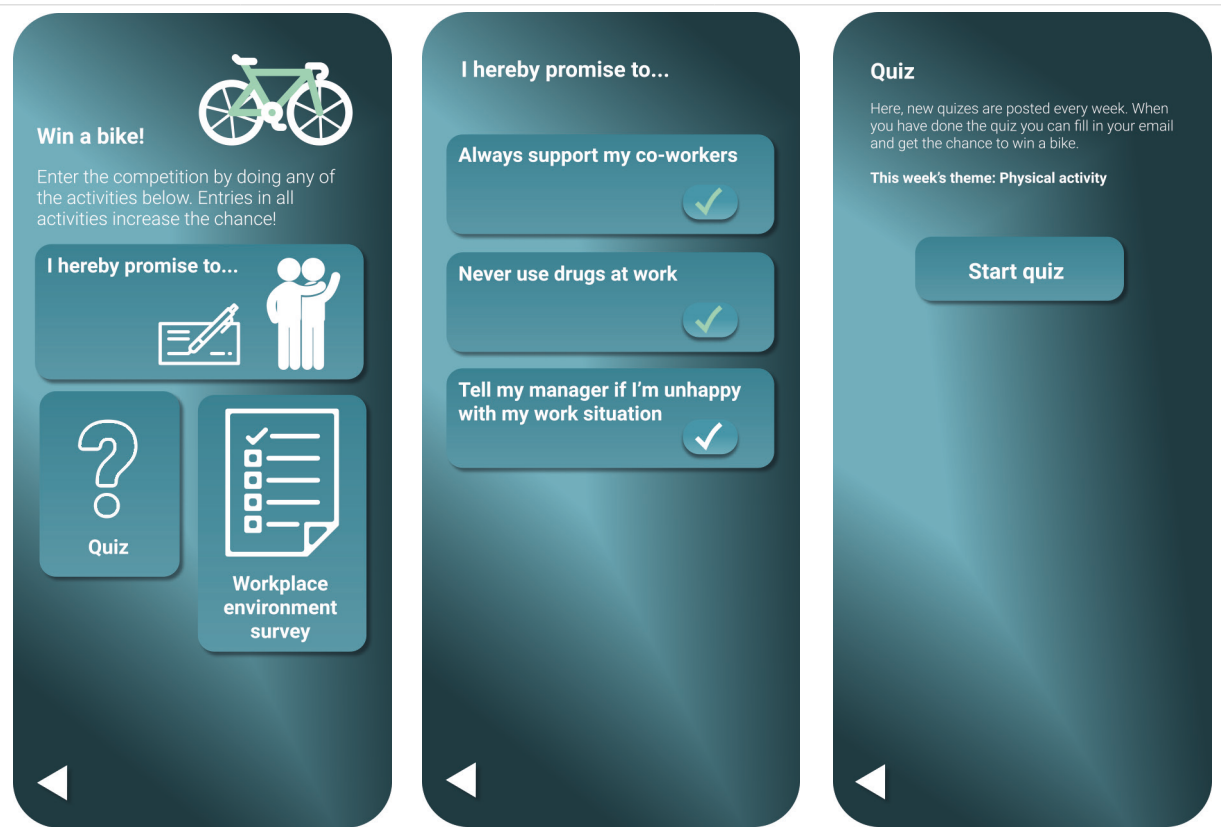 Win a bike!
Enter the competition by doing any of
the activities below. Entries in all
activities increase the chance!
I hereby promise to...
Quiz
Workplace
environment
survey
I hereby promise to...
Always support my co-workers
Never use drugs at work
Tell my manager if I'm unhappy
with my work situation
Quiz
Here, new quizes are posted every week. When
you have done the quiz you can fill in your email
and get the chance to win a bike.
This week's theme: Physical activity
Start quiz